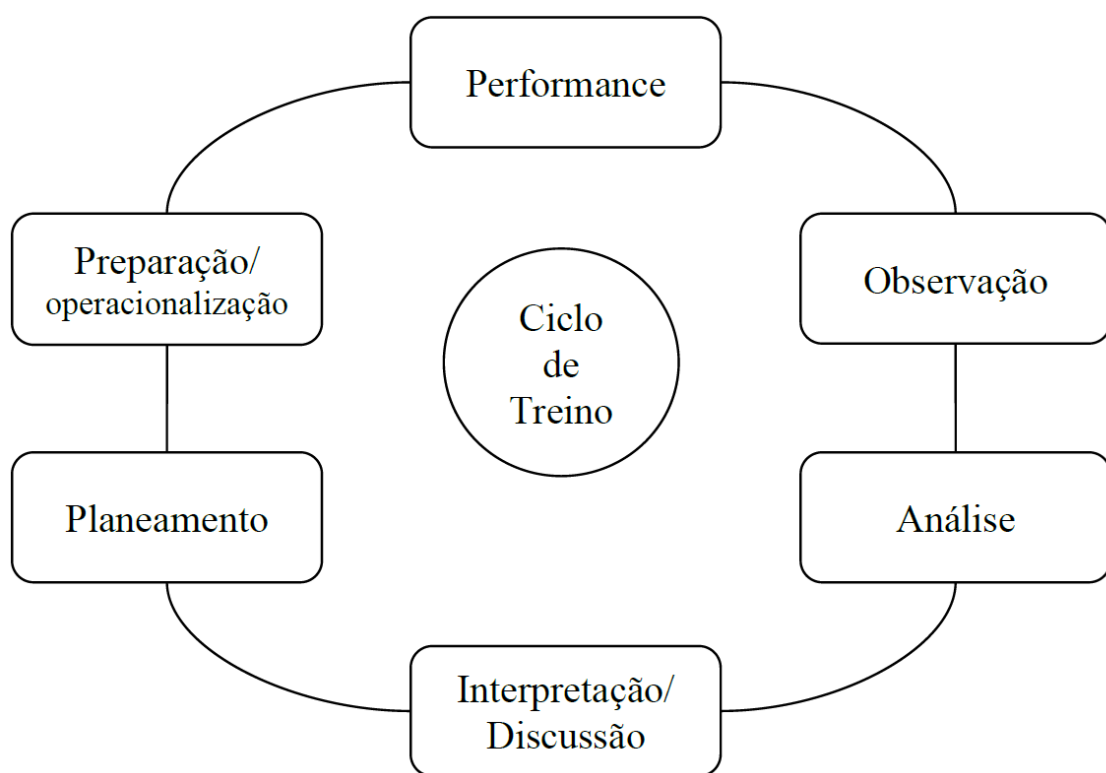 Performance
Preparação/
operacionalização
Observação
Ciclo
de
Treino
Planeamento
Análise
Interpretação/
Discussão